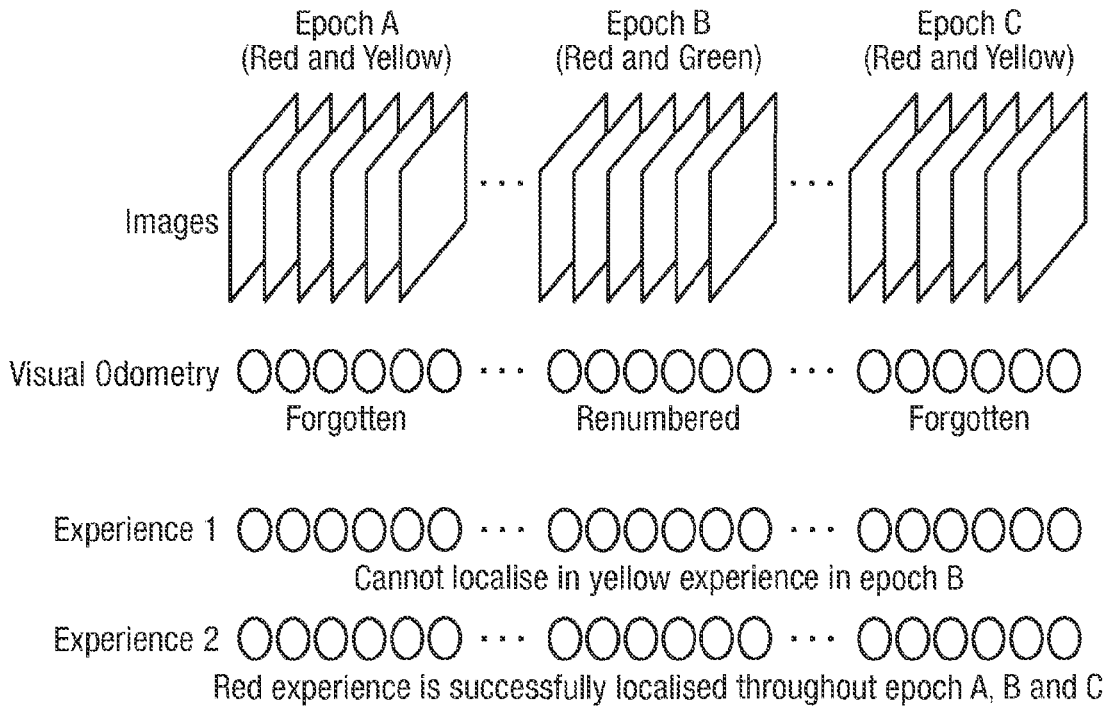 Epoch A
(Red and Yellow)
Epoch B
(Red and Green)
Epoch C
(Red and Yellow)
Images
Visual Odometry
Forgotten
Renumbered
Forgotten
Experience 1
Cannot localise in yellow experience in epoch B
Experience 2
Red experience is successfully localised throughout epoch A, B and C